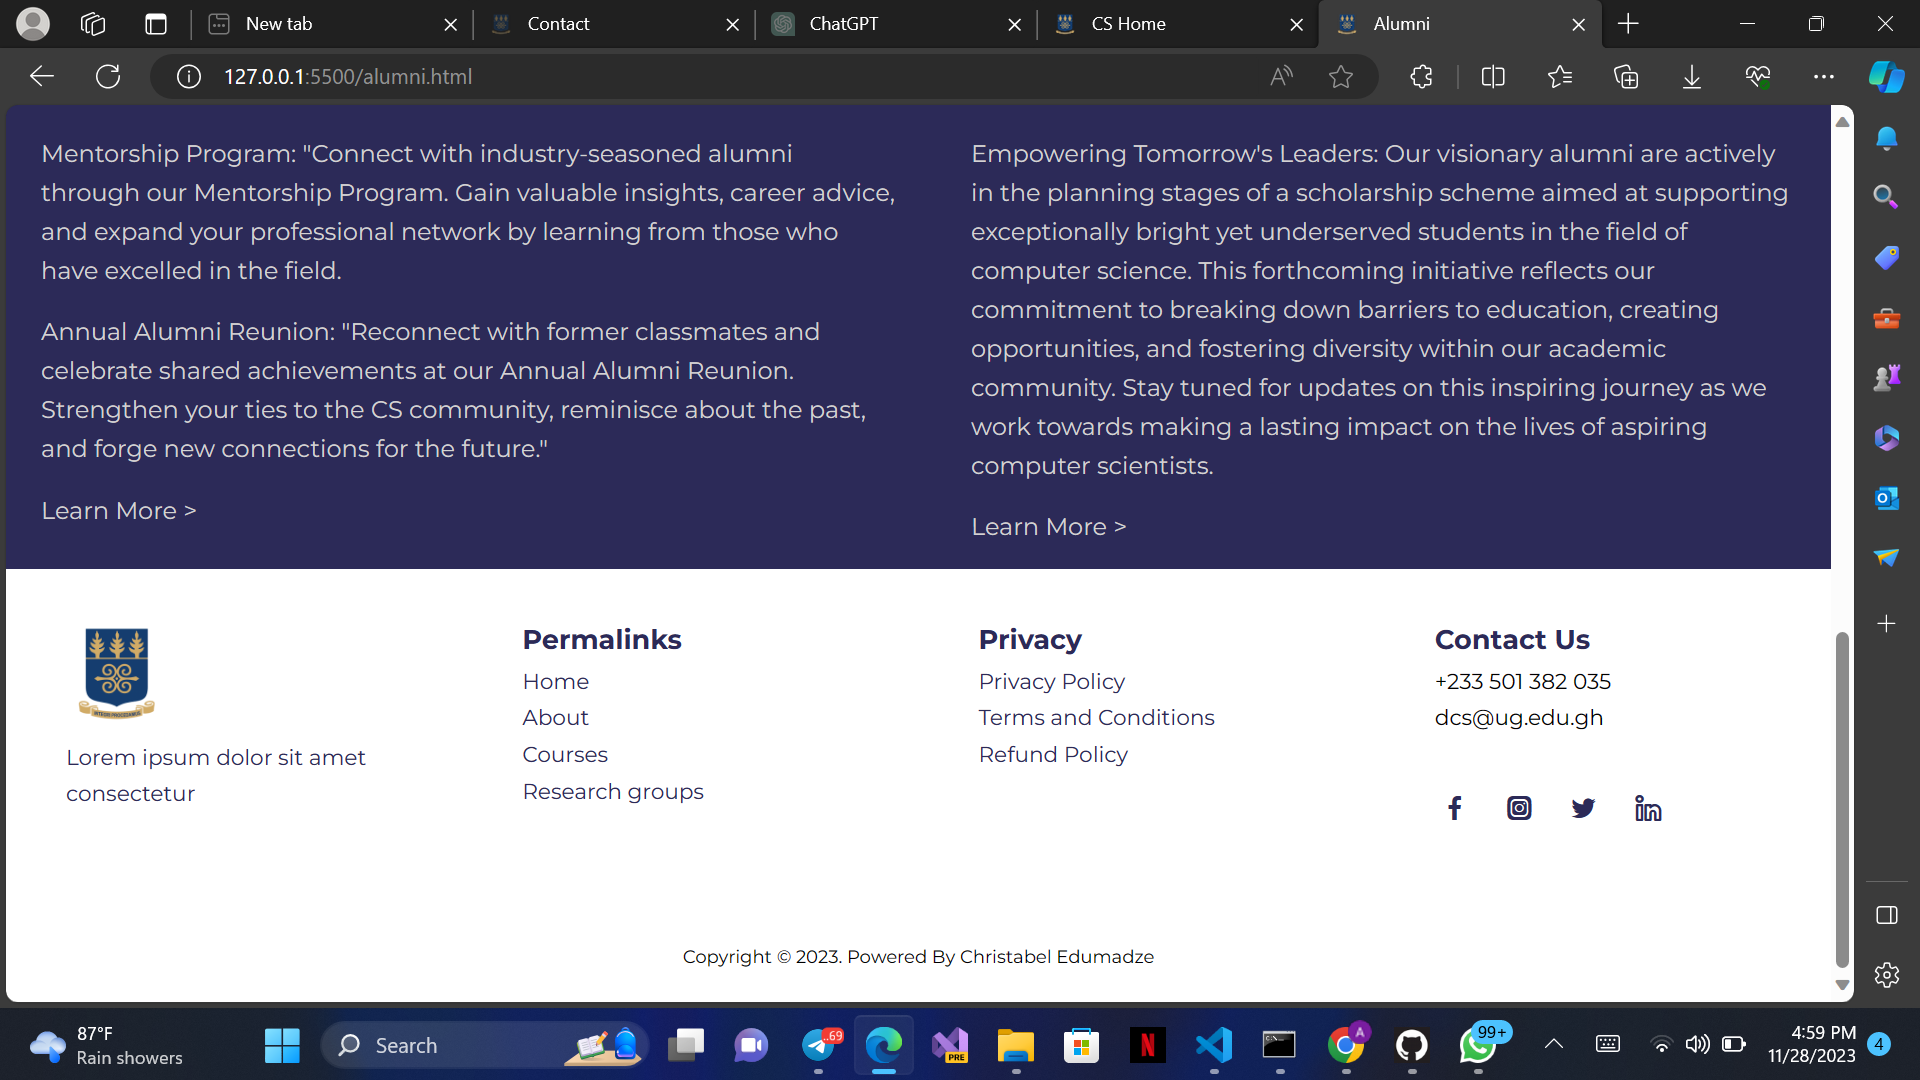 New tab
Contact
ChatGPT
CS Home
Alumni
127.0.0.1:5500/alumni.html
Mentorship Program: "Connect with industry-seasoned alumni
through our Mentorship Program. Gain valuable insights, career advice,
and expand your professional network by learning from those who
have excelled in the field.
Annual Alumni Reunion: "Reconnect with former classmates and
celebrate shared achievements at our Annual Alumni Reunion.
Strengthen your ties to the CS community, reminisce about the past,
and forge new connections for the future."
Learn More >
Empowering Tomorrow's Leaders: Our visionary alumni are actively
in the planning stages of a scholarship scheme aimed at supporting
exceptionally bright yet underserved students in the field of
computer science. This forthcoming initiative reflects our
commitment to breaking down barriers to education, creating
opportunities, and fostering diversity within our academic
community. Stay tuned for updates on this inspiring journey as we
work towards making a lasting impact on the lives of aspiring
computer scientists.
Learn More >
INTEGRI PROCEDAMUS
Lorem ipsum dolor sit amet
consectetur
Permalinks
Home
About
Courses
Research groups
Privacy
Privacy Policy
Terms and Conditions
Refund Policy
Contact Us
+233 501 382 035
dcs@ug.edu.gh
Copyright © 2023. Powered By Christabel Edumadze
87°F
Rain showers
Search
..69
PRE
N
A
99+
4:59 PM
11/28/2023
4